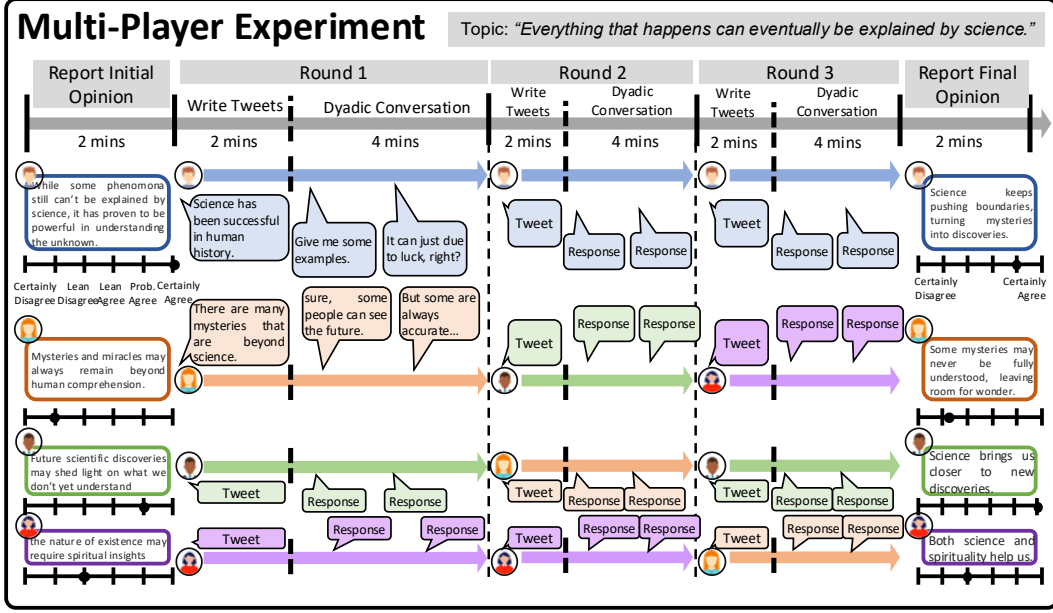 Multi-Player Experiment
Topic: “Everything that happens can eventually be explained by science.”
Report Initial
Opinion
Round 1
Round 2
Round 3
Report Final
Opinion
Write Tweets
Dyadic Conversation
Write
Tweets
Dyadic
Conversation
Write
Tweets
Dyadic
Conversation
2 mins
2 mins
4 mins
2 mins
4 mins
2 mins
4 mins
2 mins
While some phenomona
still can’t be explained by
science, it has proven to be
powerful in understanding
the unknown.
Science has
been successful
in human
history.
Give me some
examples.
It can just due
to luck, right?
Tweet
Response
Response
Tweet
Response
Response
Science keeps
pushing boundaries,
turning mysteries
into discoveries.
Certainly
Disagree
Lean
Disagree
Lean
Agree
Prob.
Agree
Certainly
Agree
Certainly
Disagree
Certainly
Agree
Mysteries and miracles may
always remain beyond
human comprehension.
There are many
mysteries that
are beyond
science.
sure, some
people can see
the future.
But some are
always
accurate…
Tweet
Response
Response
Tweet
Response
Response
Some mysteries may
never be fully
understood, leaving
room for wonder.
Future scientific discoveries
may shed light on what we
don’t yet understand
Tweet
Response
Response
Tweet
Response
Response
Tweet
Response
Response
Science brings us
closer to new
discoveries.
the nature of existence may
require spiritual insights
Tweet
Response
Response
Tweet
Response
Response
Tweet
Response
Response
Both science and
spirituality help us.